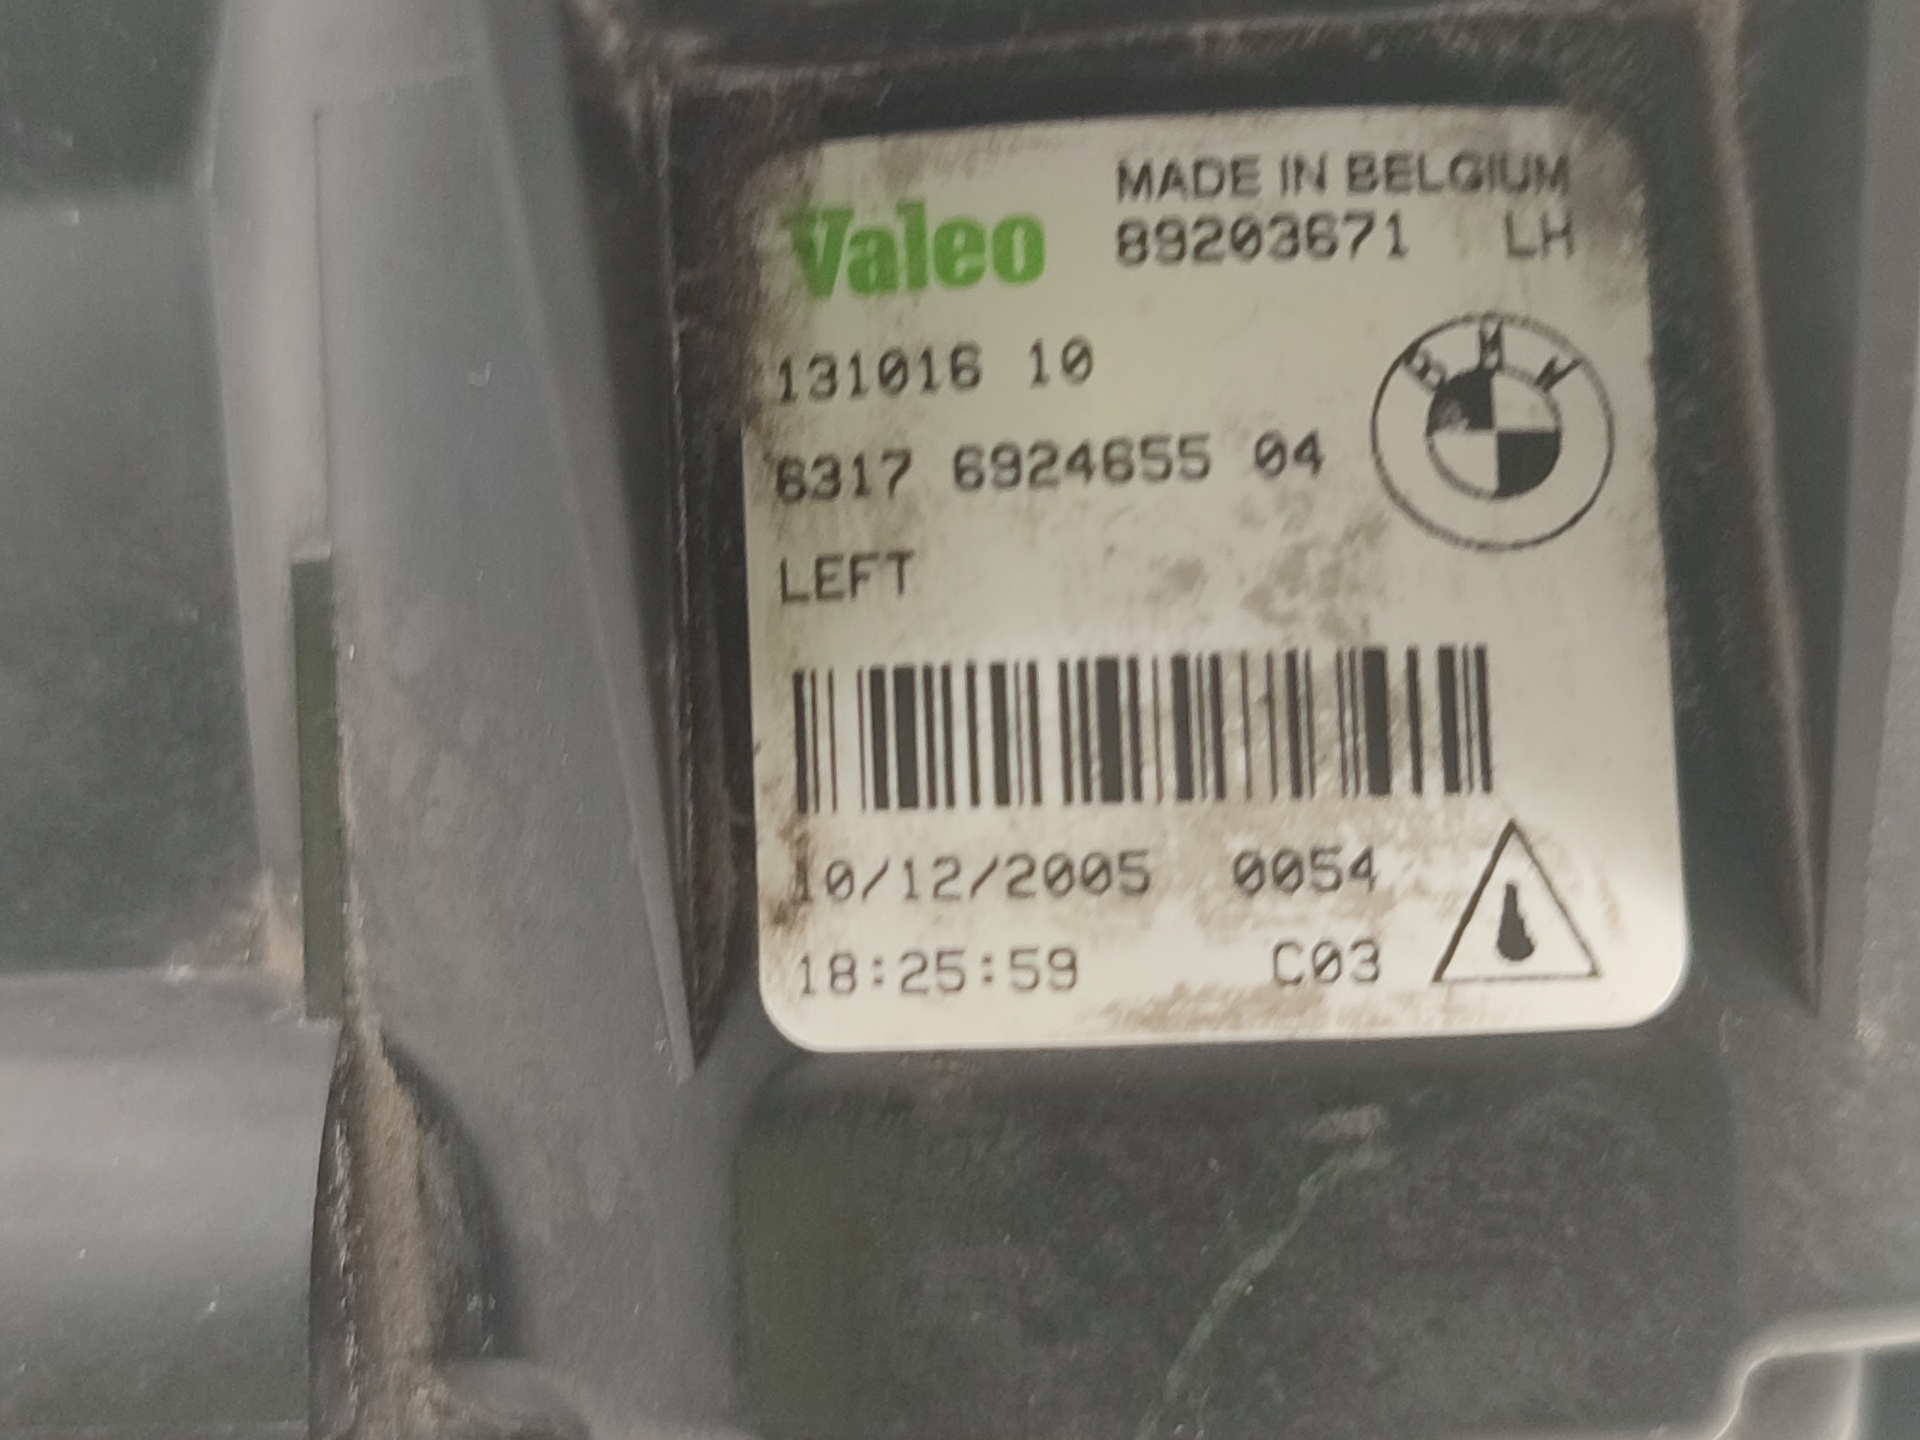 Valeo
MADE IN BELGIUM
89203671 LH
131016 10
BMW
6317 6924655 04
LEFT
10/12/2005 0054
18:25:59 C03